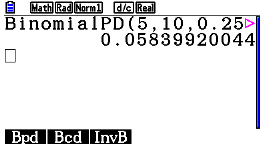 Math Rad Norm1 d/c Real
BinomialPD(5,10,0.25
0.05839920044
Bpd Bcd InvB